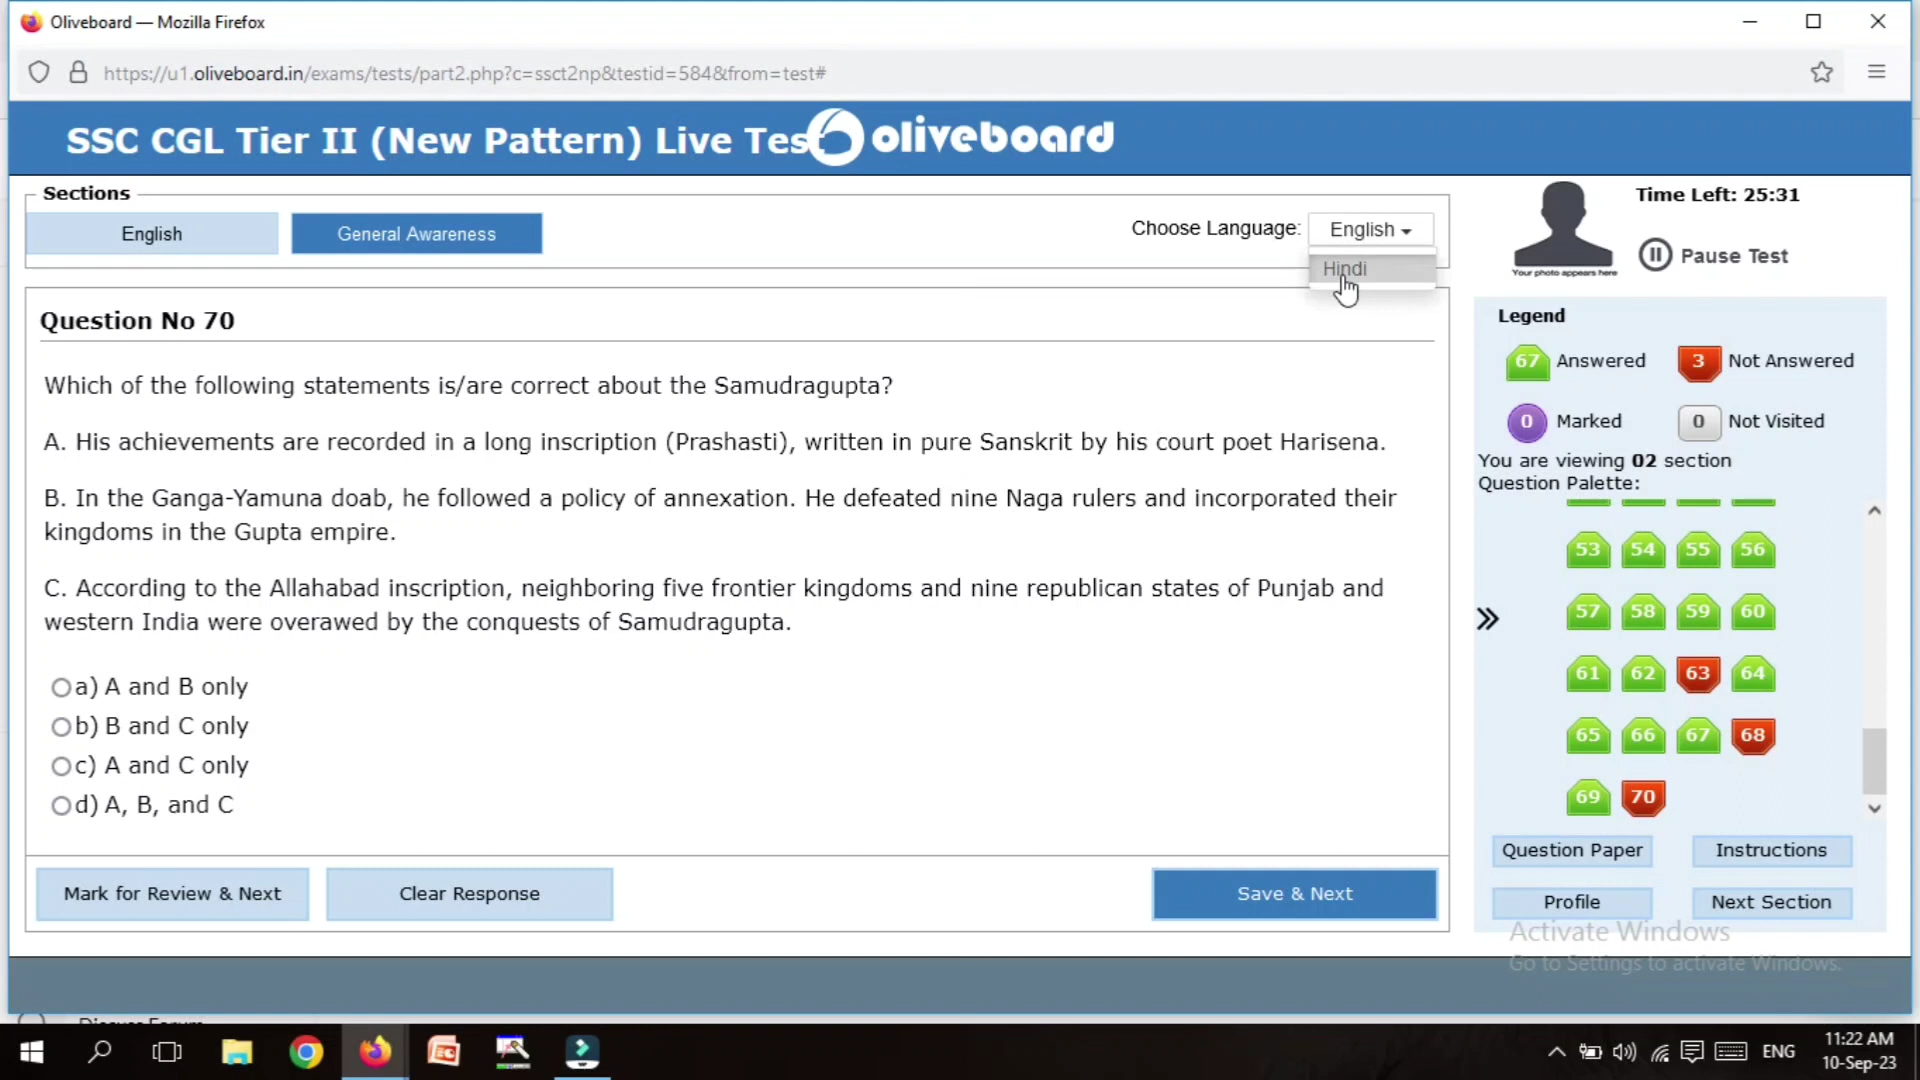 Oliveboard — Mozilla Firefox
https://u1.oliveboard.in/exams/tests/part2.php?c=ssct2np&testid=584&from=test#
SSC CGL Tier II (New Pattern) Live Tes
oliveboard
Sections
English
General Awareness
Choose Language:
English
Hindi
Your photo appears here
Time Left: 25:31
Pause Test
Question No 70
Which of the following statements is/are correct about the Samudragupta?
A. His achievements are recorded in a long inscription (Prashasti), written in pure Sanskrit by his court poet Harisena.
B. In the Ganga-Yamuna doab, he followed a policy of annexation. He defeated nine Naga rulers and incorporated their
kingdoms in the Gupta empire.
C. According to the Allahabad inscription, neighboring five frontier kingdoms and nine republican states of Punjab and
western India were overawed by the conquests of Samudragupta.
a) A and B only
b) B and C only
c) A and C only
d) A, B, and C
Mark for Review & Next
Clear Response
Save & Next
Legend
67 Answered
3 Not Answered
0 Marked
0 Not Visited
You are viewing 02 section
Question Palette:
53 54 55 56
57 58 59 60
61 62 63 64
65 66 67 68
69 70
Question Paper
Instructions
Profile
Next Section
Activate Windows
Go to Settings to activate Windows.
ENG
11:22 AM
10-Sep-23